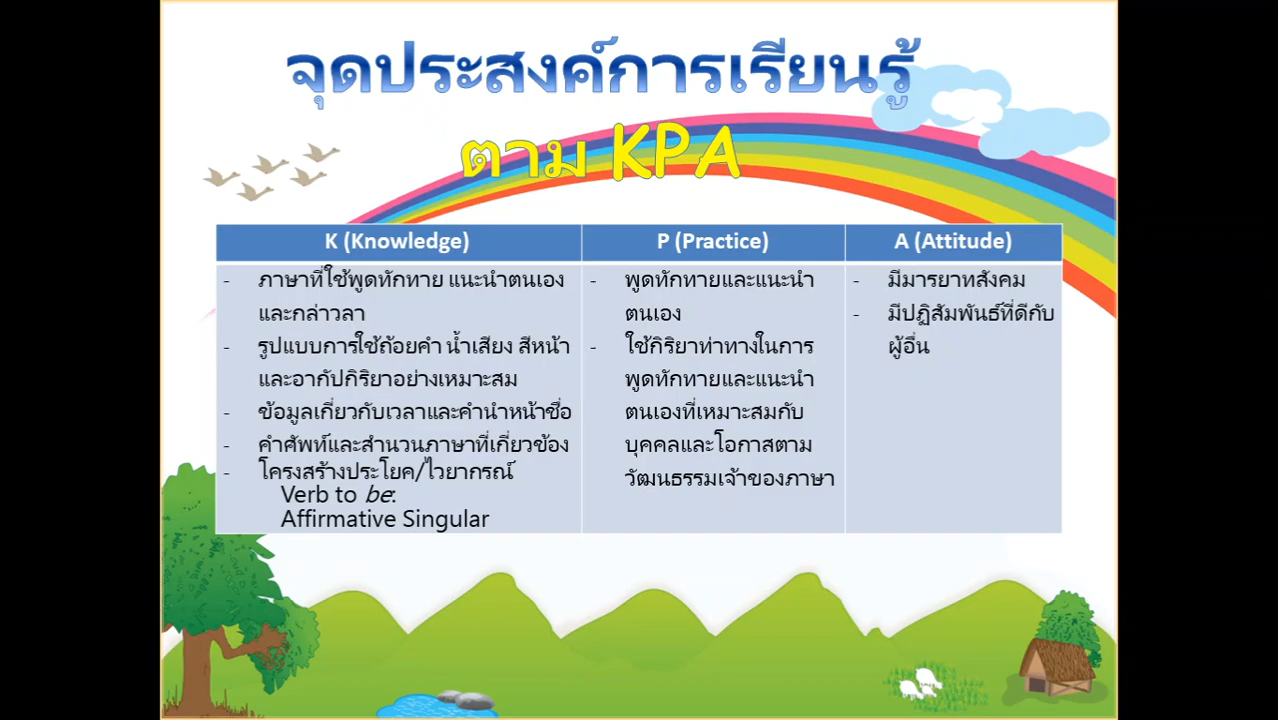 จุดประสงค์การเรียนรู้
ตาม KPA
K (Knowledge)
- ภาษาที่ใช้พูดทักทาย แนะนำตนเอง
และกล่าวลา
- รูปแบบการใช้ถ้อยคำ น้ำเสียง สีหน้า
และอากัปกิริยาอย่างเหมาะสม
- ข้อมูลเกี่ยวกับเวลาและคำนำหน้าชื่อ
- คำศัพท์และสำนวนภาษาที่เกี่ยวข้อง
- โครงสร้างประโยค/ไวยากรณ์
Verb to be:
Affirmative Singular
P (Practice)
- พูดทักทายและแนะนำ
ตนเอง
- ใช้กิริยาท่าทางในการ
พูดทักทายและแนะนำ
ตนเองที่เหมาะสมกับ
บุคคลและโอกาสตาม
วัฒนธรรมเจ้าของภาษา
A (Attitude)
- มีมารยาทสังคม
- มีปฏิสัมพันธ์ที่ดีกับ
ผู้อื่น